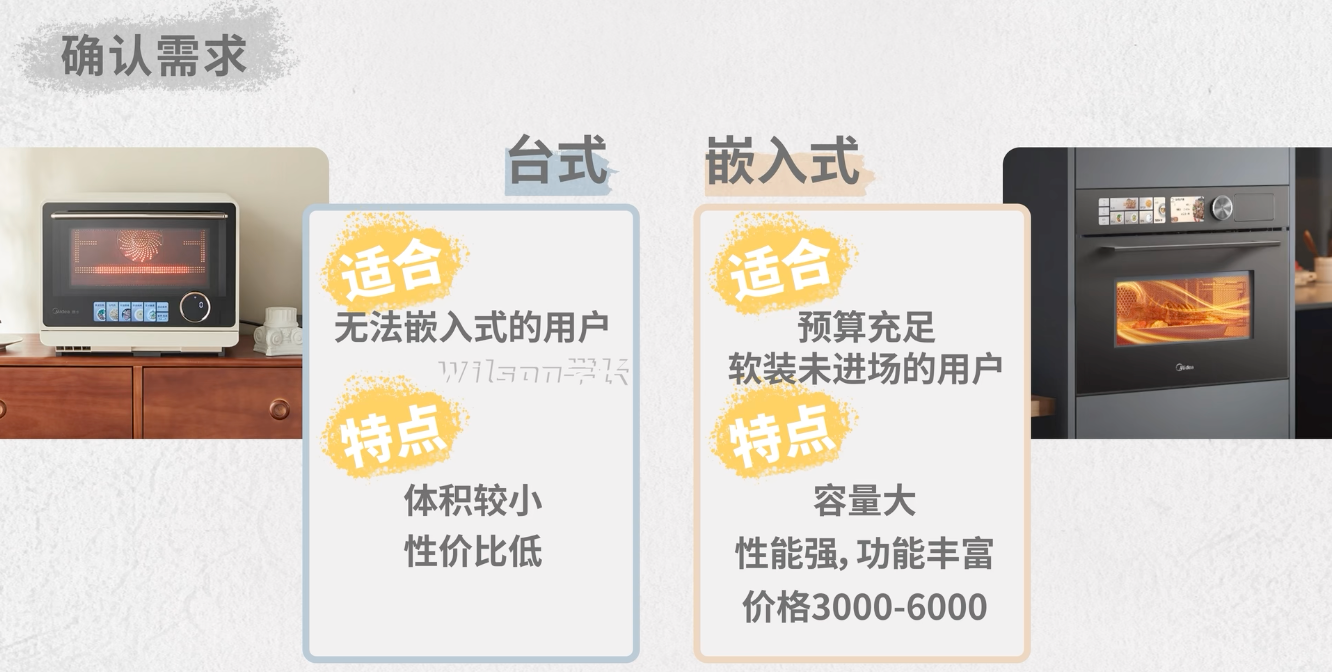 确认需求
台式
适合
无法嵌入式的用户
Wilson学长
特点
体积较小
性价比低
嵌入式
适合
预算充足
软装未进场的用户
特点
容量大
性能强，功能丰富
价格3000-6000
Midea